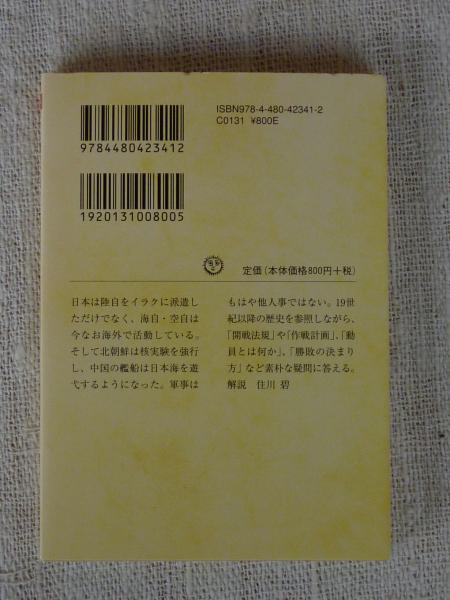 ISBN978-4-480-42341-2
C0131 ¥800E
9784480423412
1920131008005
定価(本体価格800円+税)
日本は陸自をイラクに派遣し
ただけでなく、海自・空自は
今なお海外で活動している。
そして北朝鮮は核実験を強行
し、中国の艦船は日本海を遊
弋するようになった。軍事は
もはや他人事ではない。19世
紀以降の歴史を参照しながら、
「開戦法規」や「作戦計画」、「動
員とは何か」、「勝敗の決まり
方」など素朴な疑問に答える。
解説 住川 碧